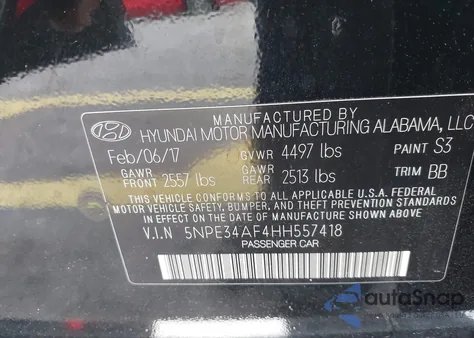 MANUFACTURED BY
HYUNDAI MOTOR MANUFACTURING ALABAMA, LLC
Feb/06/17 GVWR 4497 lbs PAINT S3
GAWR FRONT 2557 lbs GAWR REAR 2513 lbs TRIM BB
THIS VEHICLE CONFORMS TO ALL APPLICABLE U.S.A. FEDERAL
MOTOR VEHICLE SAFETY, BUMPER, AND THEFT PREVENTION STANDARDS
IN EFFECT ON THE DATE OF MANUFACTURE SHOWN ABOVE.
V.I.N 5NPE34AF4HH557418
PASSENGER CAR
autoSnap